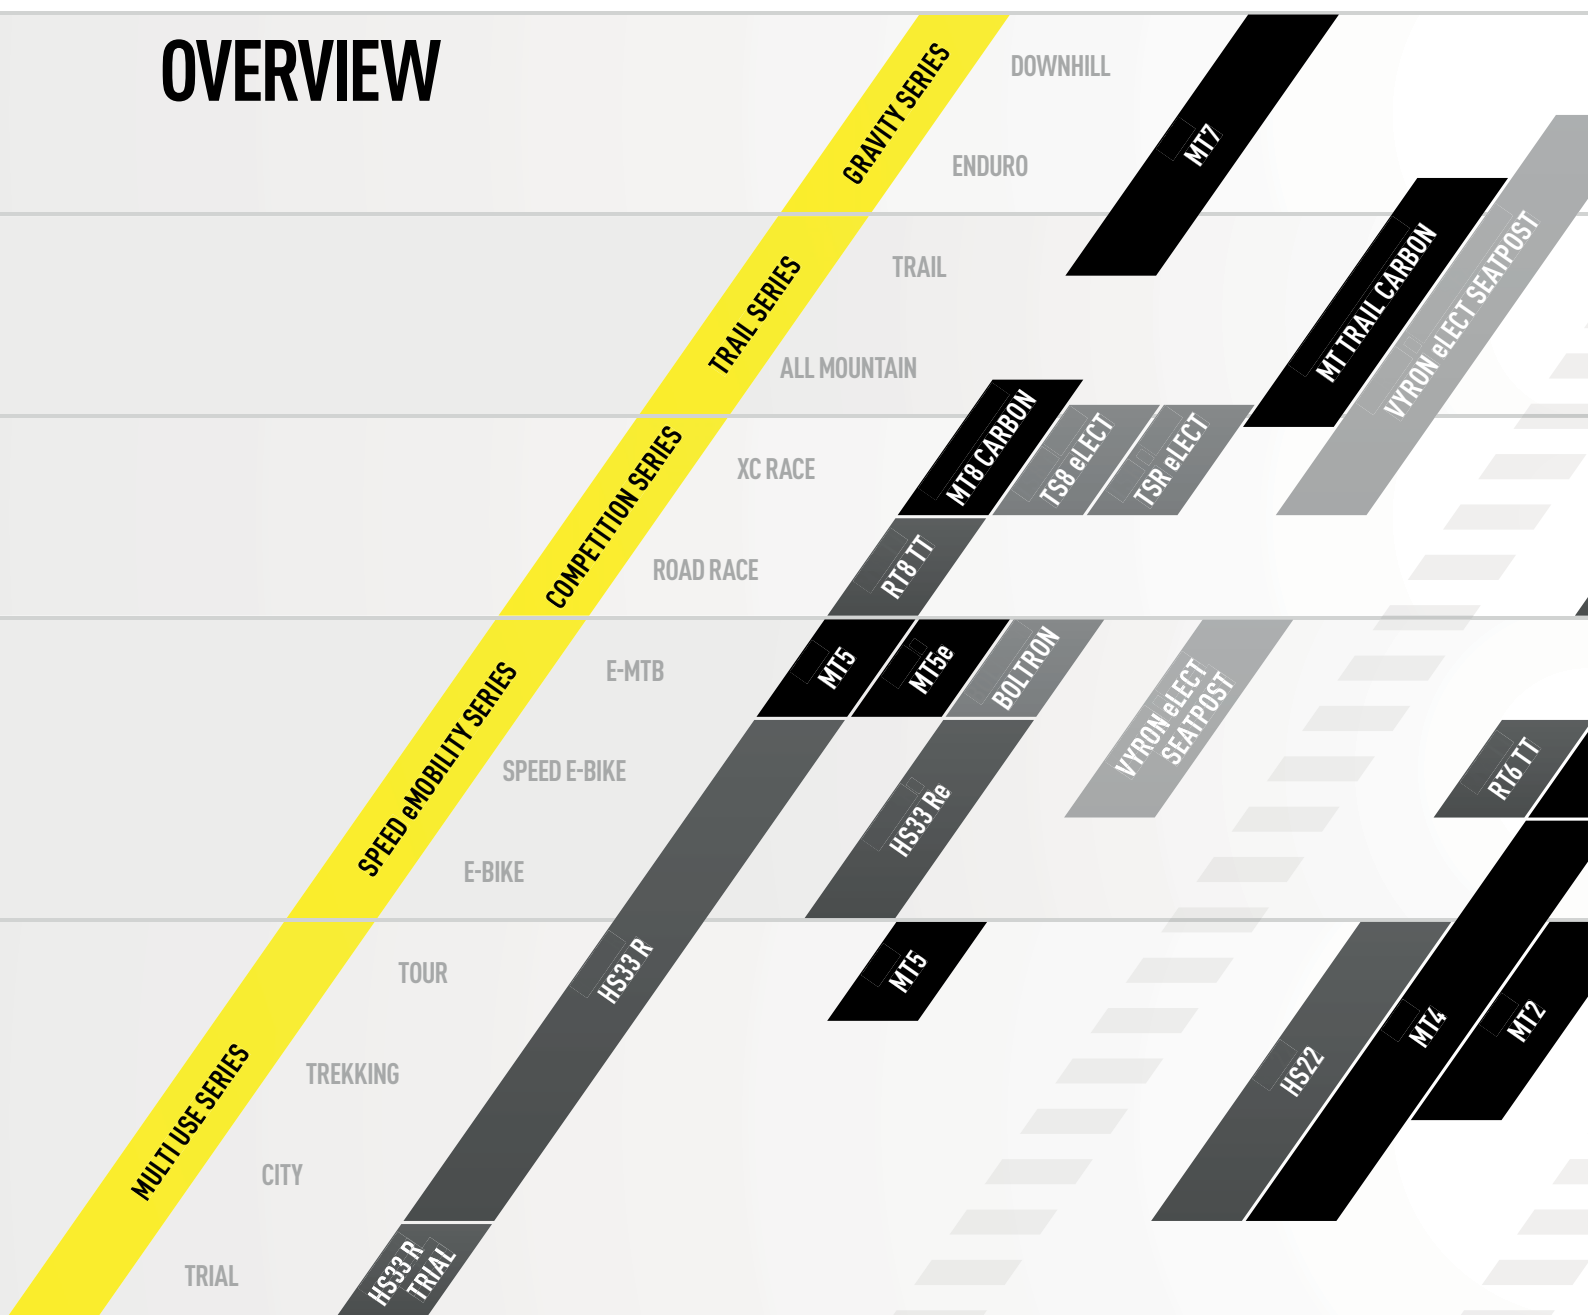 OVERVIEW
GRAVITY SERIES
DOWNHILL
ENDURO
MT7
TRAIL SERIES
TRAIL
ALL MOUNTAIN
MT TRAIL CARBON
VYRON eLECT SEATPOST
COMPETITION SERIES
XC RACE
ROAD RACE
MT8 CARBON
TS8 eLECT
TSR eLECT
RT8 TT
SPEED eMOBILITY SERIES
E-MTB
SPEED E-BIKE
E-BIKE
MT5
MT5e
BOLTRON
VYRON eLECT
SEATPOST
HS33 Re
RT6 TT
MULTI USE SERIES
TOUR
TREKKING
CITY
TRIAL
HS33 R
MT5
HS22
MT4
MT2
HS33 R
TRIAL